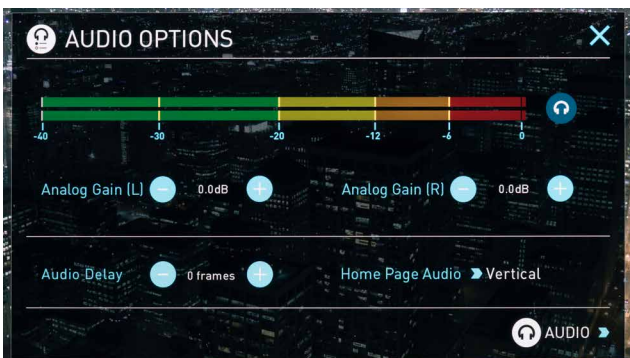 AUDIO OPTIONS
-40 -30 -20 -12 -6 0
Analog Gain (L) 0.0dB Analog Gain (R) 0.0dB
Audio Delay 0 frames Home Page Audio Vertical
AUDIO